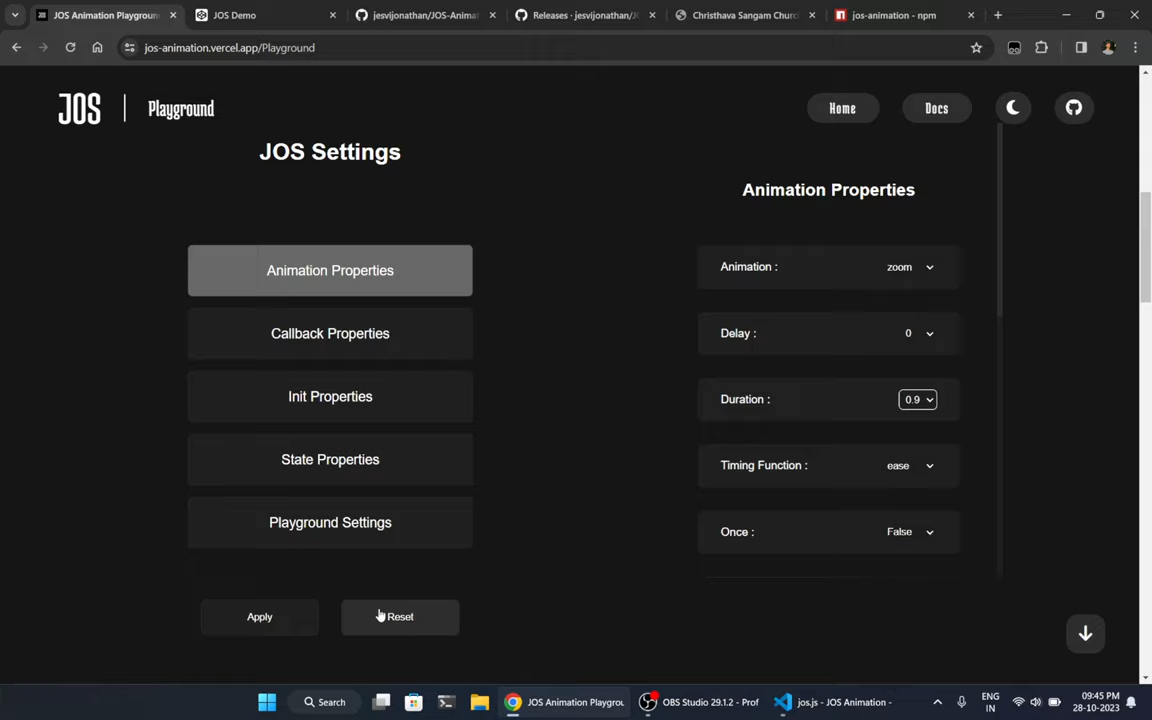 JOS Animation Playground
JOS Demo
jesvijonathan/JOS-Animat
Releases · jesvijonathan/JO
Christhava Sangam Churc
jos-animation - npm
jos-animation.vercel.app/Playground
JOS
Playground
Home
Docs
JOS Settings
Animation Properties
Callback Properties
Init Properties
State Properties
Playground Settings
Apply
Reset
Animation Properties
Animation :
zoom
Delay :
0
Duration :
0.9
Timing Function :
ease
Once :
False
Search
JOS Animation Playgrou
OBS Studio 29.1.2 - Prof
jos.js - JOS Animation -
ENG
IN
09:45 PM
28-10-2023